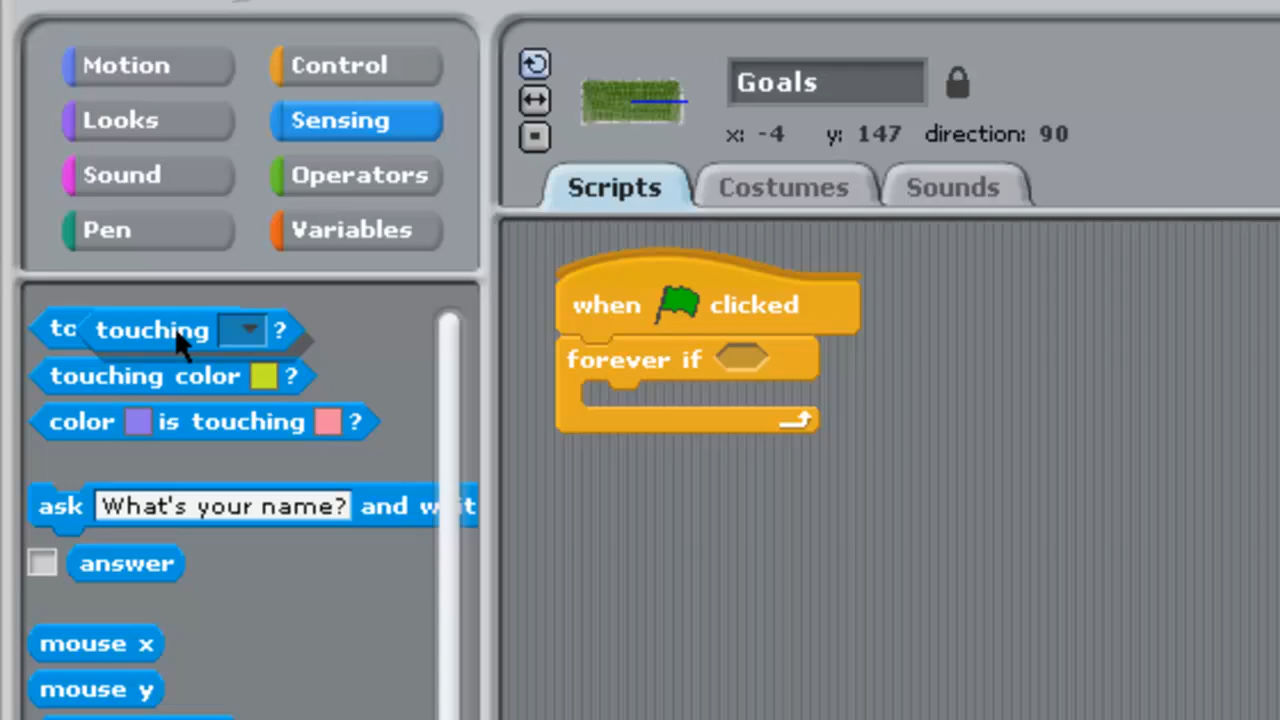 Motion
Control
Looks
Sensing
Sound
Operators
Pen
Variables
Goals
x: -4 y: 147 direction: 90
Scripts
Costumes
Sounds
when clicked
forever if
touching ?
touching color ?
color is touching ?
ask What's your name? and
answer
mouse x
mouse y